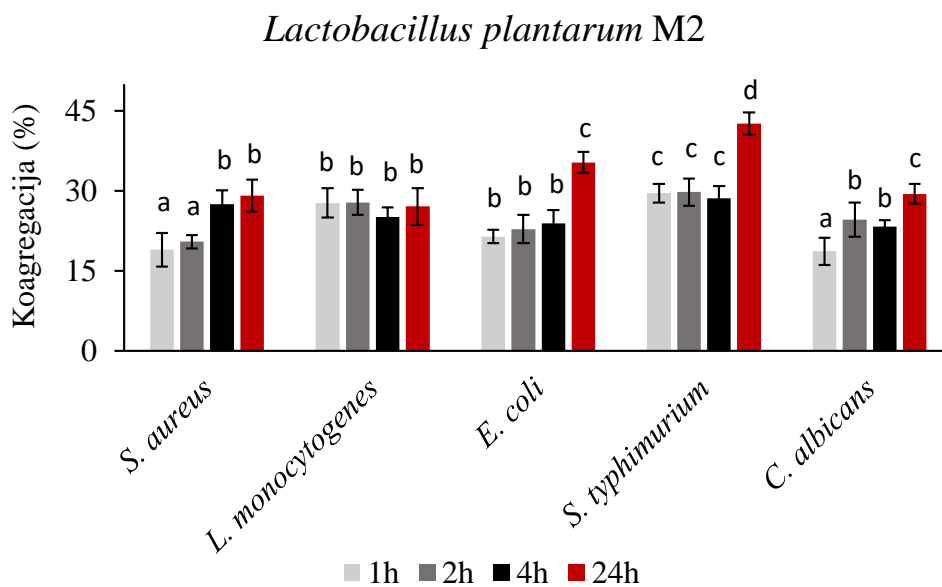 Lactobacillus plantarum M2
Koagregacija (%)
45
30
15
0
a a b b
b b b b
b b b c
c c c d
a b b c
S. aureus
L. monocytogenes
E. coli
S. typhimurium
C. albicans
1h 2h 4h 24h